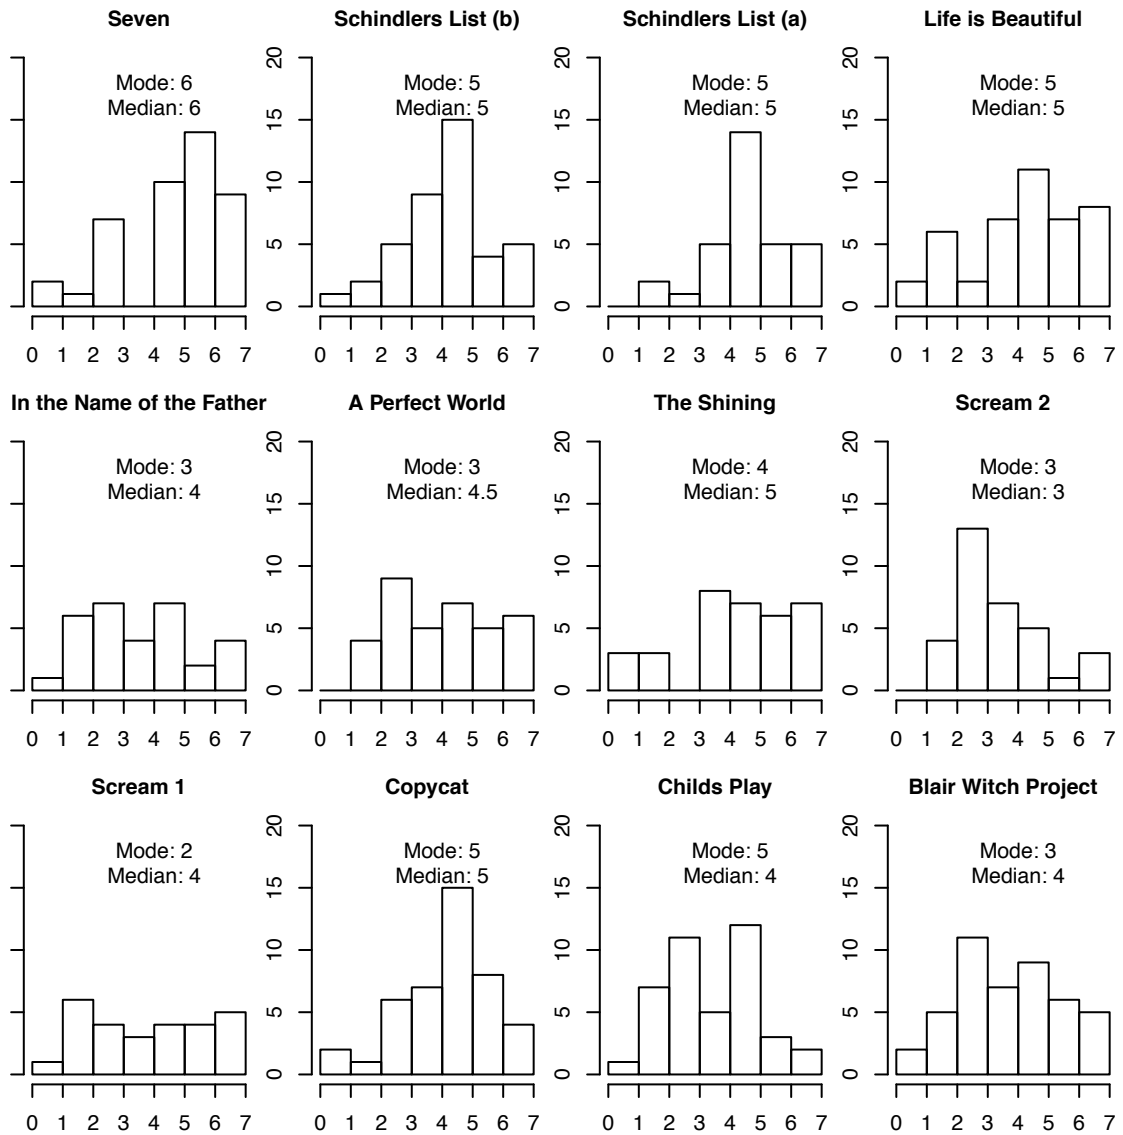 Seven
Mode: 6
Median: 6
0 1 2 3 4 5 6 7
Schindlers List (b)
20
15
10
5
0
Mode: 5
Median: 5
0 1 2 3 4 5 6 7
Schindlers List (a)
20
15
10
5
0
Mode: 5
Median: 5
0 1 2 3 4 5 6 7
Life is Beautiful
20
15
10
5
0
Mode: 5
Median: 5
0 1 2 3 4 5 6 7
In the Name of the Father
Mode: 3
Median: 4
0 1 2 3 4 5 6 7
A Perfect World
20
15
10
5
0
Mode: 3
Median: 4.5
0 1 2 3 4 5 6 7
The Shining
20
15
10
5
0
Mode: 4
Median: 5
0 1 2 3 4 5 6 7
Scream 2
20
15
10
5
0
Mode: 3
Median: 3
0 1 2 3 4 5 6 7
Scream 1
Mode: 2
Median: 4
0 1 2 3 4 5 6 7
Copycat
20
15
10
5
0
Mode: 5
Median: 5
0 1 2 3 4 5 6 7
Childs Play
20
15
10
5
0
Mode: 5
Median: 4
0 1 2 3 4 5 6 7
Blair Witch Project
20
15
10
5
0
Mode: 3
Median: 4
0 1 2 3 4 5 6 7